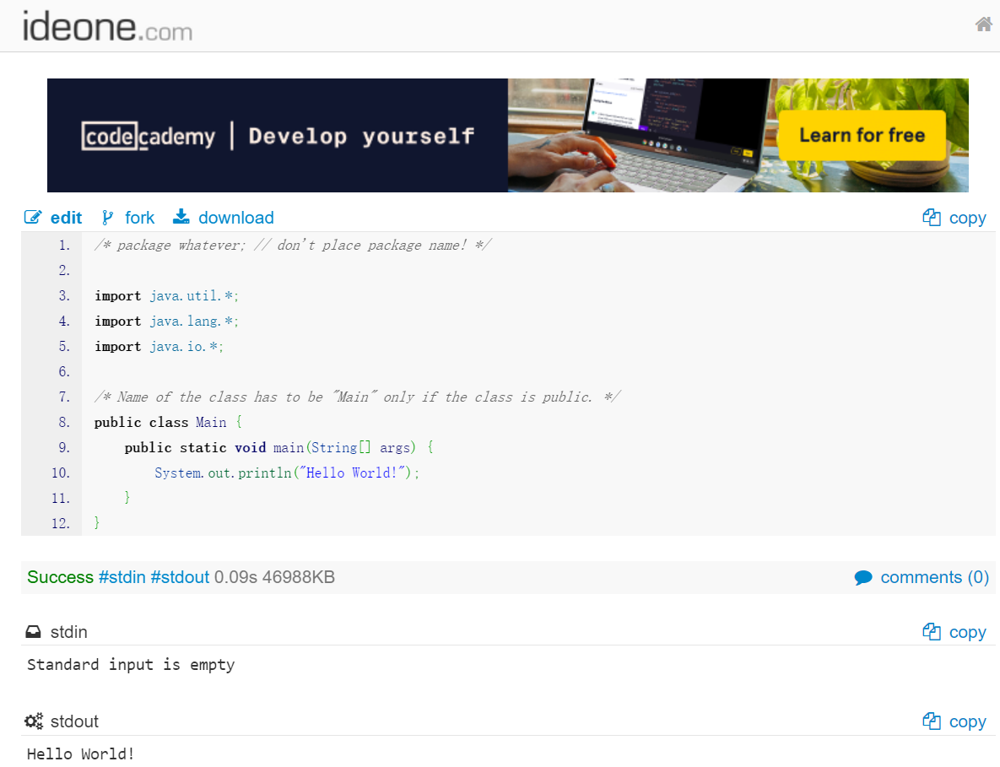 ideone.com
codecademy | Develop yourself
Learn for free
edit fork download copy
1. /* package whatever; // don't place package name! */
2.
3. import java.util.*;
4. import java.lang.*;
5. import java.io.*;
6.
7. /* Name of the class has to be "Main" only if the class is public. */
8. public class Main {
9.     public static void main(String[] args) {
10.         System.out.println("Hello World!");
11.     }
12. }
Success #stdin #stdout 0.09s 46988KB comments (0)
stdin copy
Standard input is empty
stdout copy
Hello World!